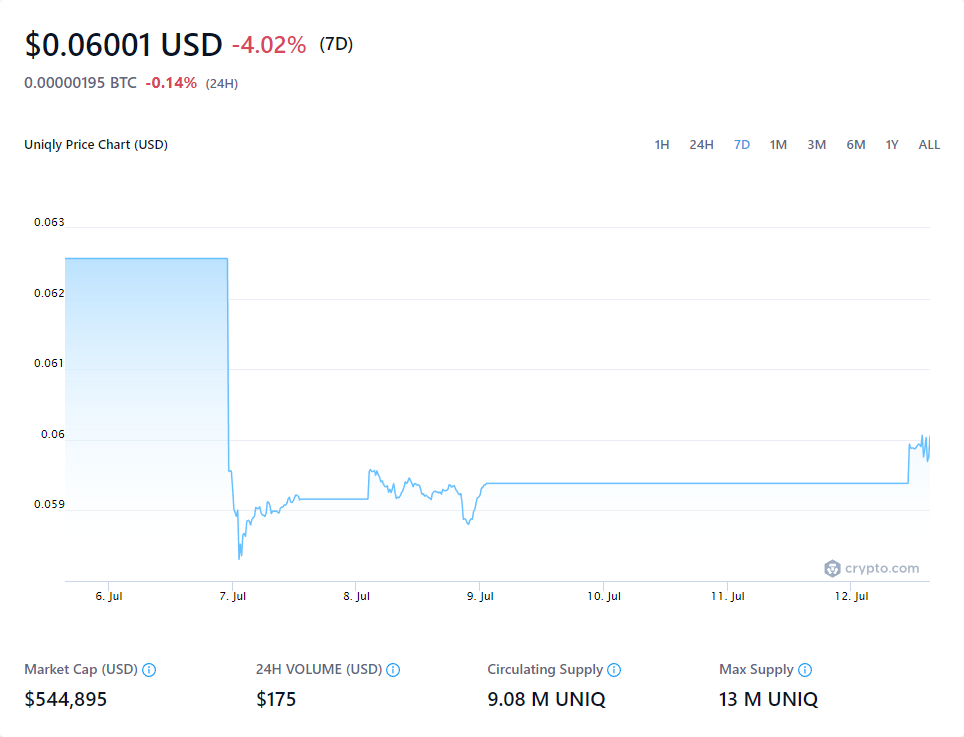 $0.06001 USD -4.02% (7D)
0.00000195 BTC -0.14% (24H)
Uniqly Price Chart (USD) 1H 24H 7D 1M 3M 6M 1Y ALL
0.063
0.062
0.061
0.06
0.059
crypto.com
6. Jul 7. Jul 8. Jul 9. Jul 10. Jul 11. Jul 12. Jul
Market Cap (USD) 24H VOLUME (USD) Circulating Supply Max Supply
$544,895 $175 9.08 M UNIQ 13 M UNIQ